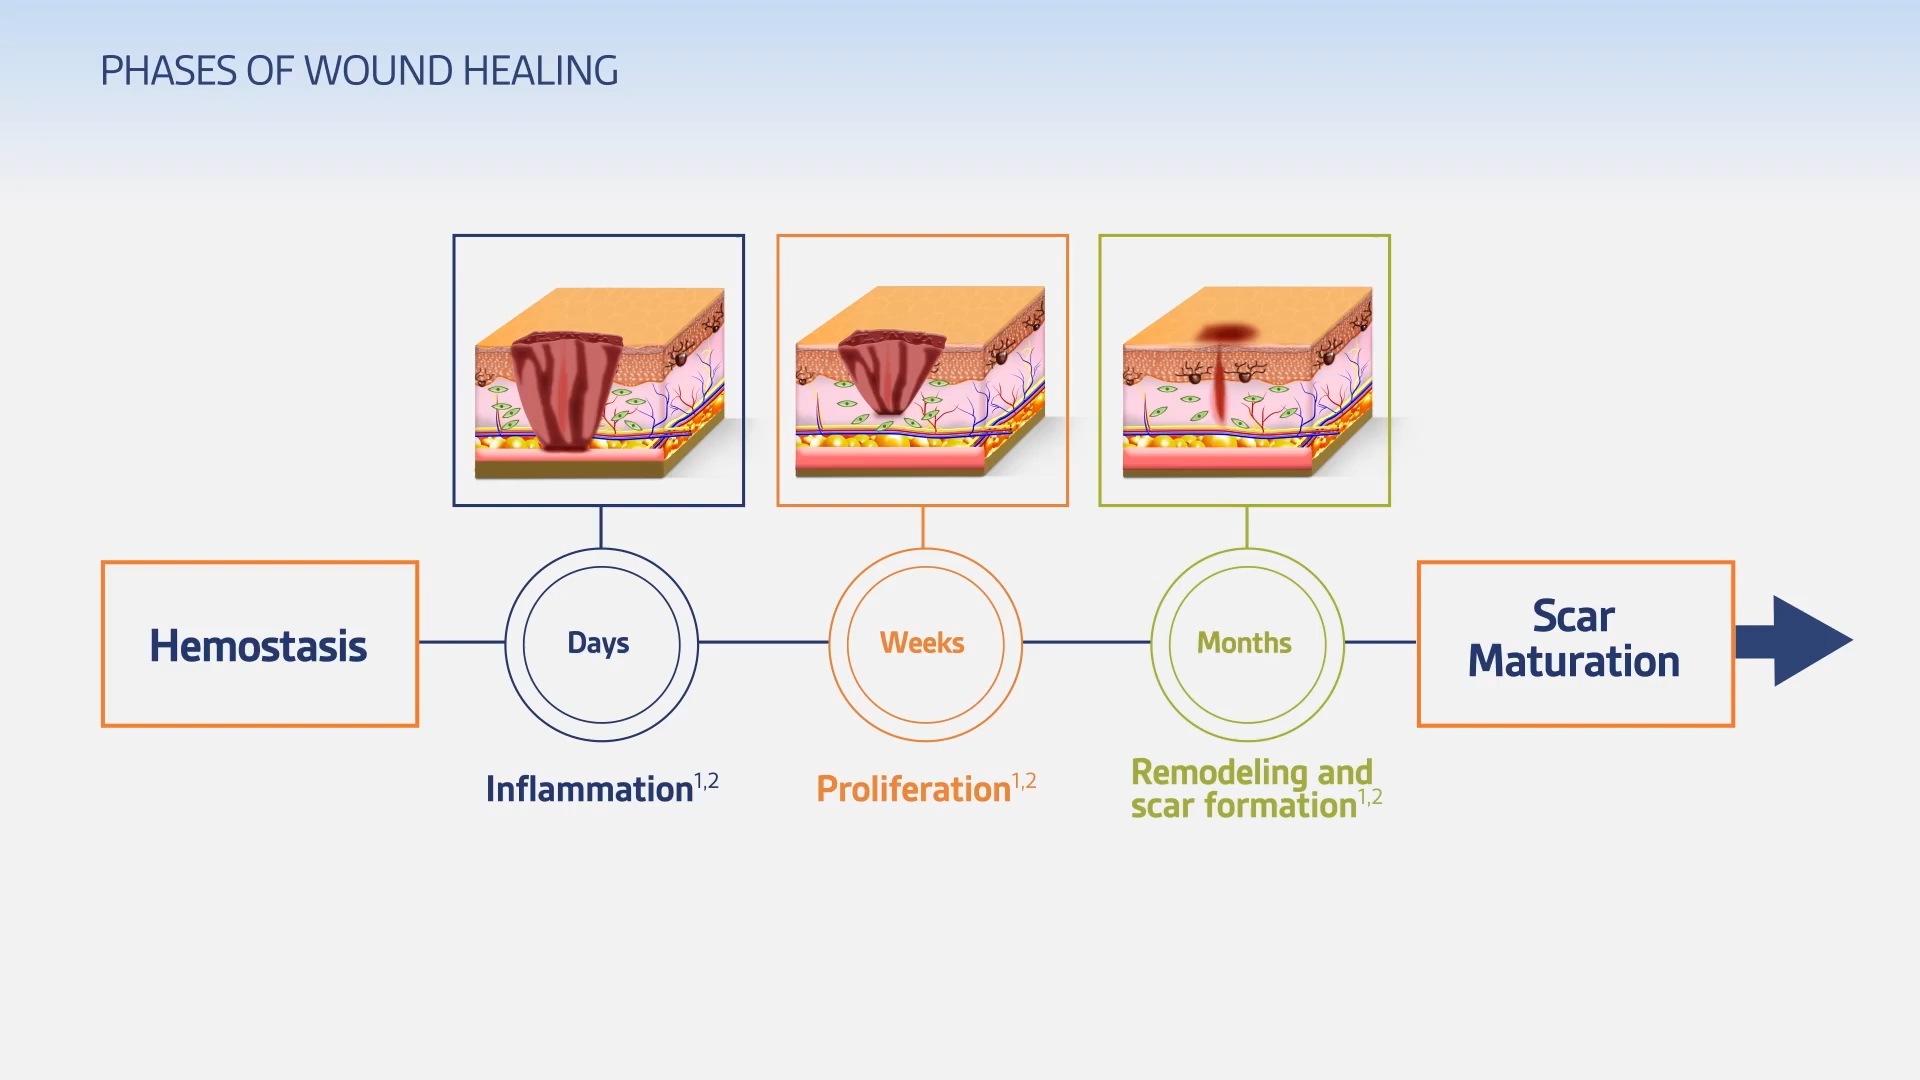 PHASES OF WOUND HEALING
Hemostasis
Days
Weeks
Months
Scar
Maturation
Inflammation1,2
Proliferation1,2
Remodeling and
scar formation1,2